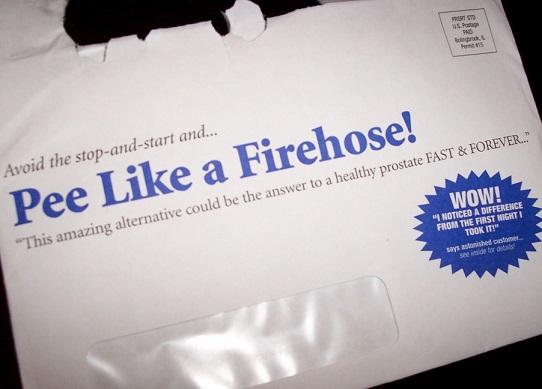 PRSRT STD
U.S. Postage
PAID
Bolingbrook, IL
Permit #15
Avoid the stop-and-start and...
Pee Like a Firehose!
"This amazing alternative could be the answer to a healthy prostate FAST & FOREVER..."
WOW!
"I NOTICED A DIFFERENCE
FROM THE FIRST NIGHT I
TOOK IT!"
says astonished customer...
see inside for details!